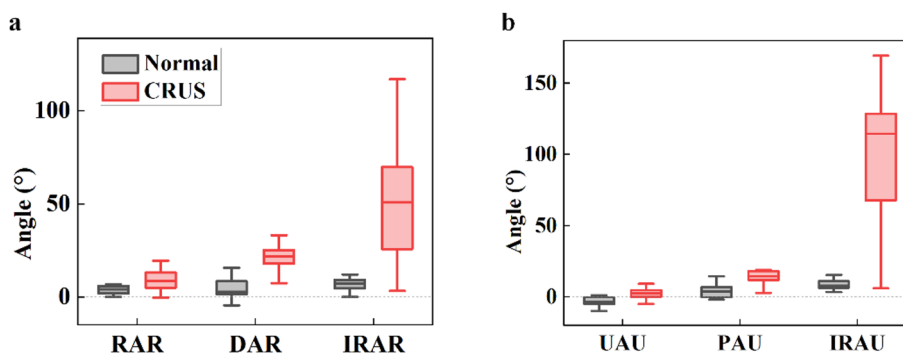 a
Normal
CRUS
100
50
0
Angle (°)
RAR DAR IRAR
b
150
100
50
0
Angle (°)
UAU PAU IRAU